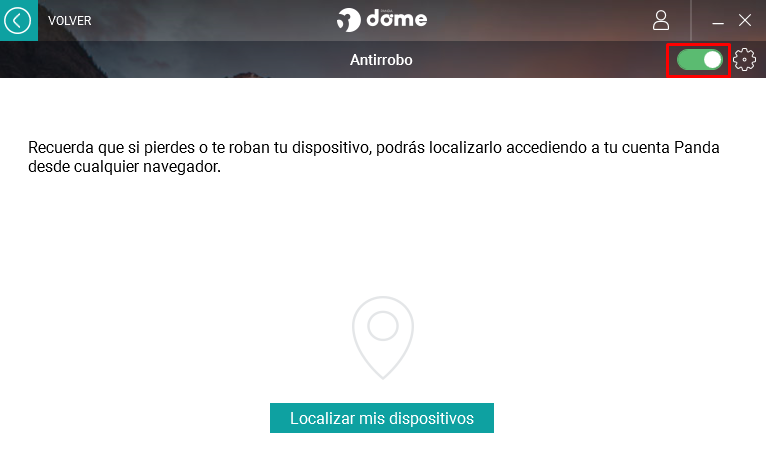 VOLVER
PANDA
dome
Antirrobo
Recuerda que si pierdes o te roban tu dispositivo, podrás localizarlo accediendo a tu cuenta Panda
desde cualquier navegador.
Localizar mis dispositivos